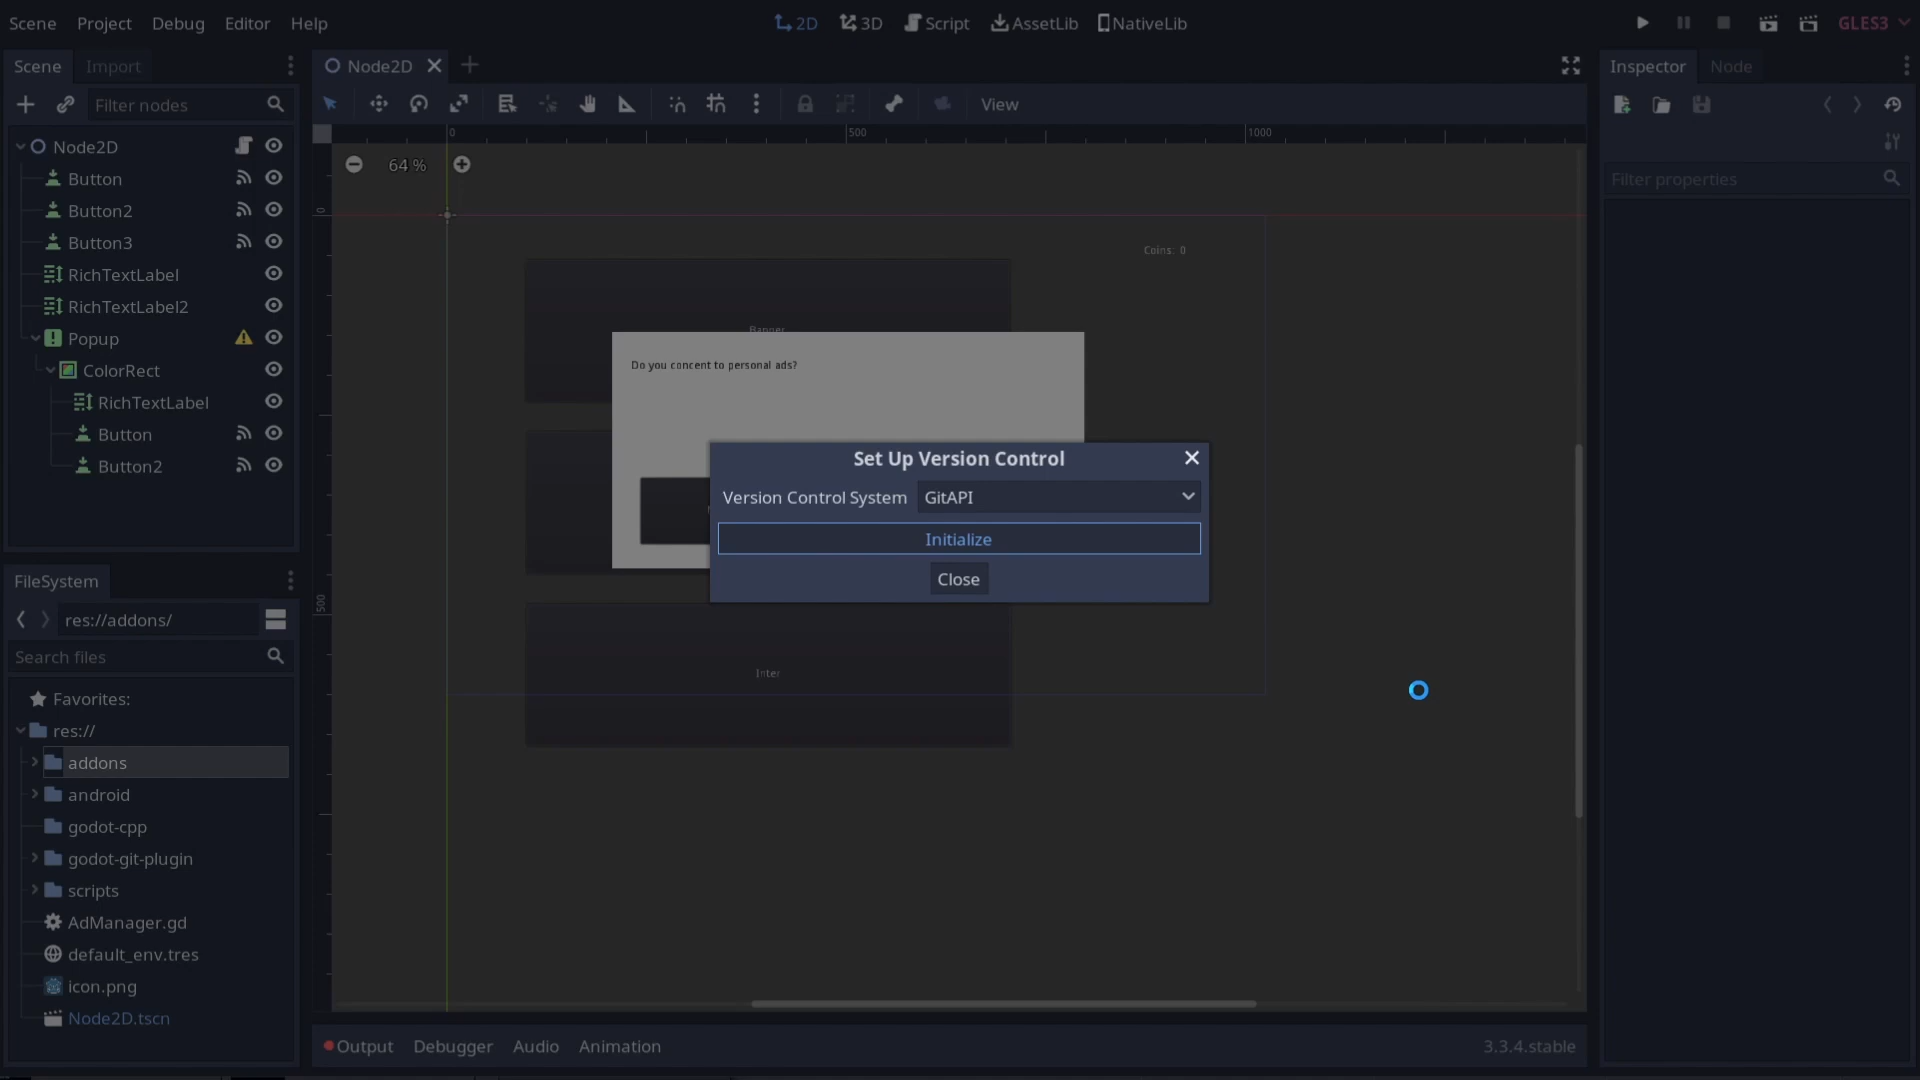 Scene Project Debug Editor Help
2D 3D Script AssetLib NativeLib
GLES3
Scene Import
Node2D
Inspector Node
Filter nodes
View
0 500 1000
64 %
Node2D
Button
Button2
Button3
RichTextLabel
RichTextLabel2
Popup
ColorRect
RichTextLabel
Button
Button2
0
500
Coins: 0
Banner
Do you concent to personal ads?
Set Up Version Control
Version Control System GitAPI
Initialize
Close
Inter
Filter properties
FileSystem
res://addons/
Search files
Favorites:
res://
addons
android
godot-cpp
godot-git-plugin
scripts
AdManager.gd
default_env.tres
icon.png
Node2D.tscn
Output Debugger Audio Animation
3.3.4.stable